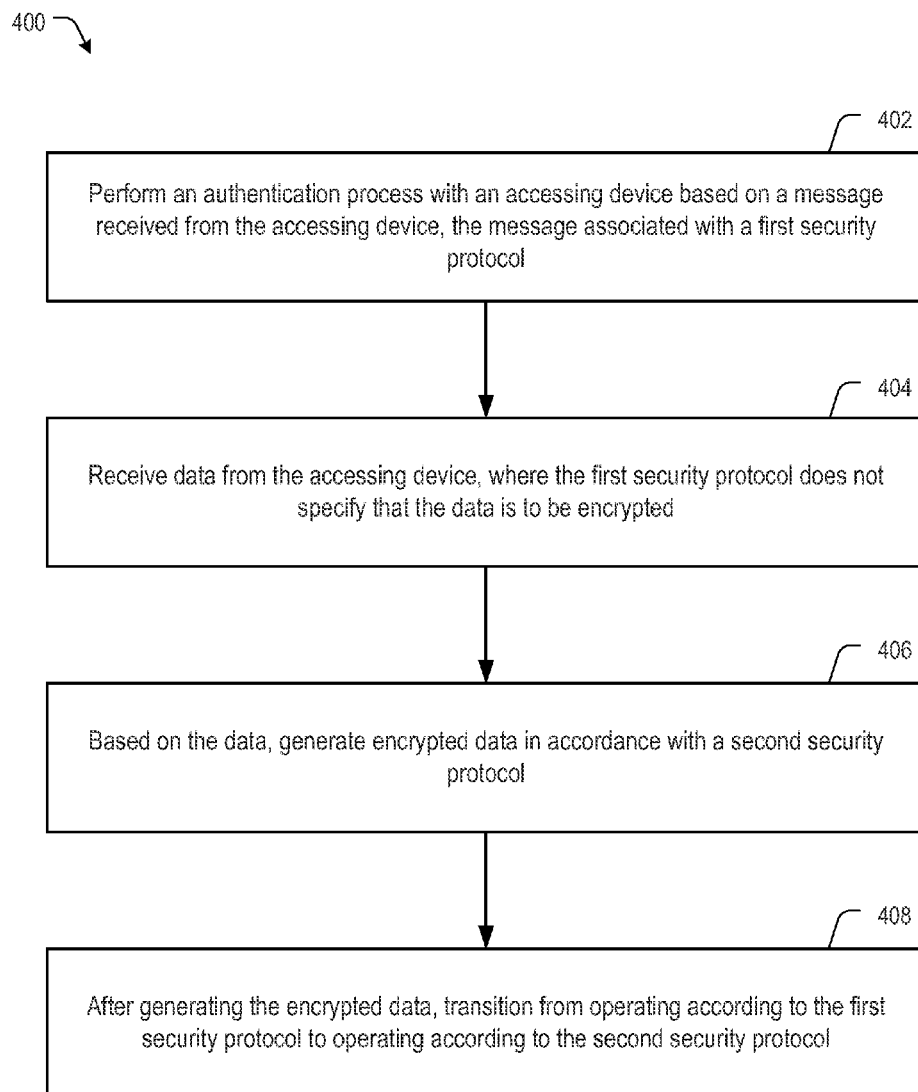 400
402
Perform an authentication process with an accessing device based on a message
received from the accessing device, the message associated with a first security
protocol
404
Receive data from the accessing device, where the first security protocol does not
specify that the data is to be encrypted
406
Based on the data, generate encrypted data in accordance with a second security
protocol
408
After generating the encrypted data, transition from operating according to the first
security protocol to operating according to the second security protocol